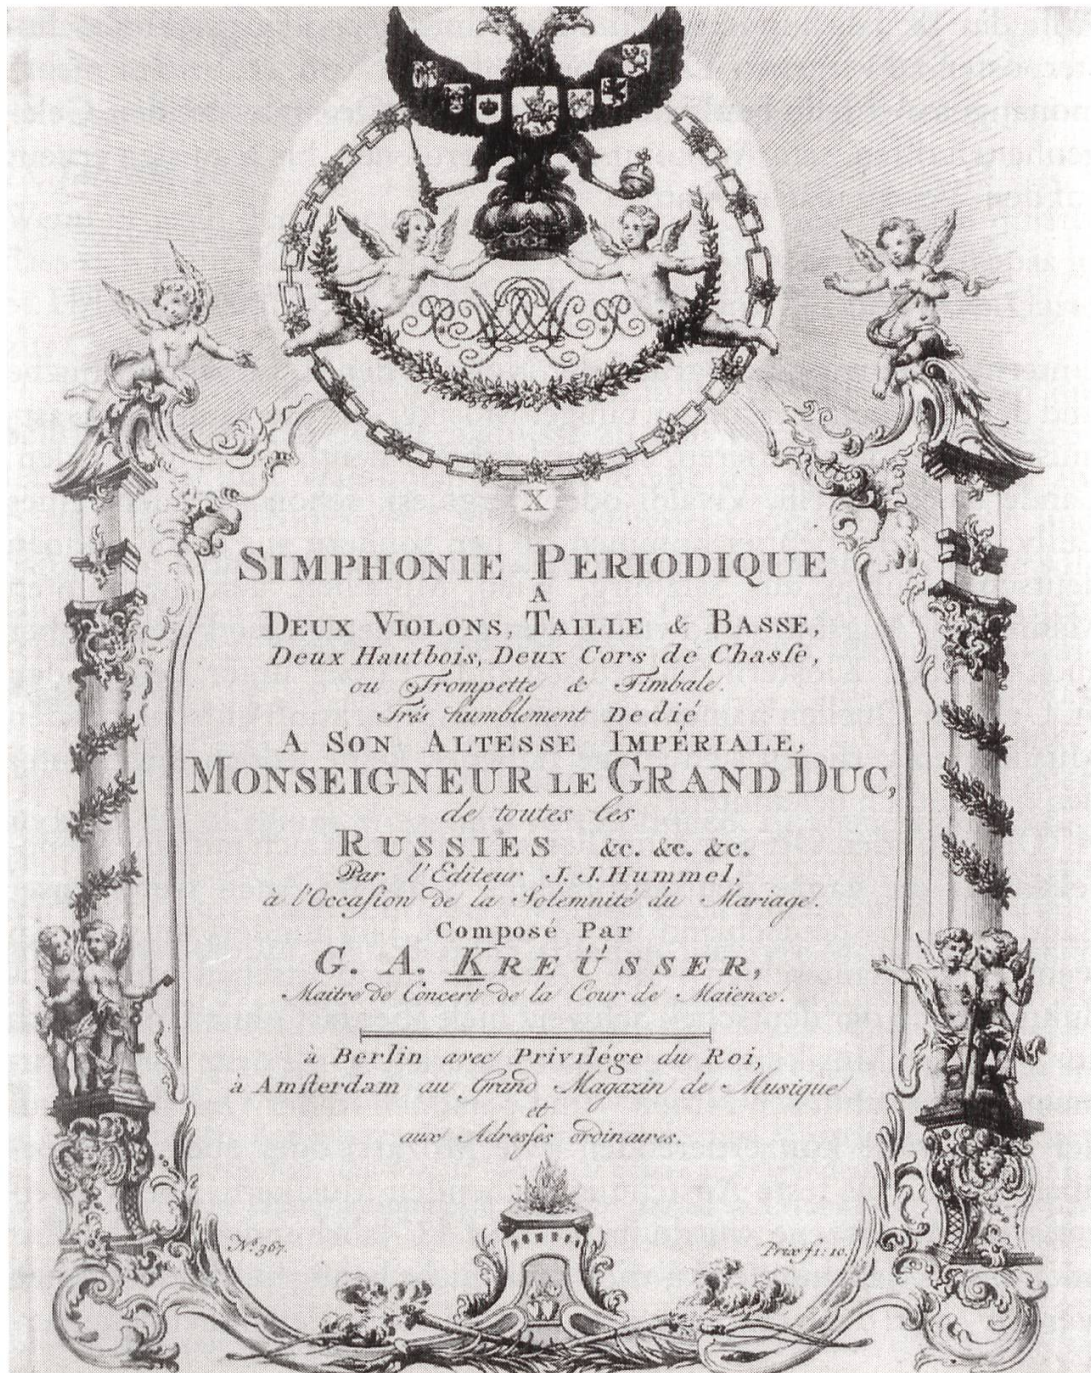 X
SIMPHONIE PERIODIQUE
A
DEUX VIOLONS, TAILLE & BASSE,
Deux Hautbois, Deux Cors de Chasſe,
ou Trompette & Timbale.
Trés humblement Dedié
A SON ALTESSE IMPÉRIALE,
MONSEIGNEUR LE GRAND DUC,
de toutes les
RUSSIES &c. &c. &c.
Par l'Editeur J. J. Hummel,
à l'Occaſion de la Solemnité du Mariage.
Composé Par
G. A. KREÜSSER,
Maitre de Concert de la Cour de Maïence.
à Berlin avec Privilége du Roi,
à Amſterdam au Grand Magazin de Musique
et
aux Adreſſes ordinaires.
Nº 367.
Prix f1:10.